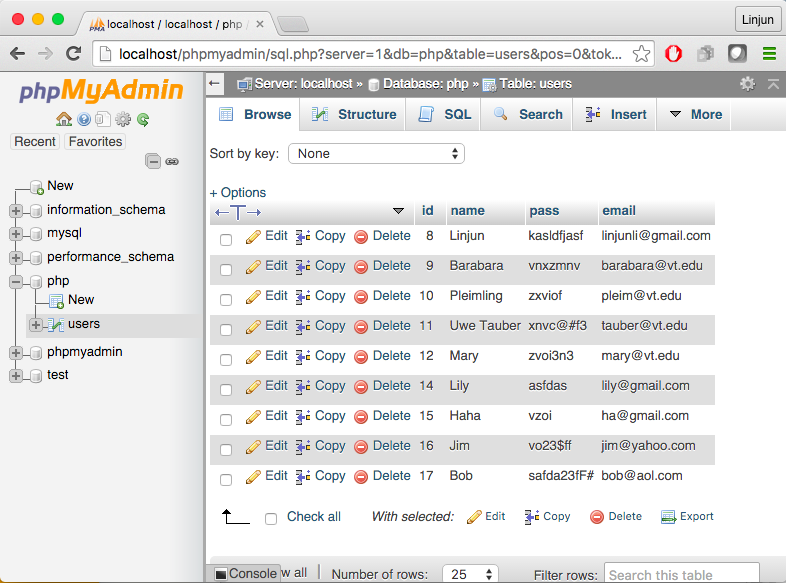 localhost / localhost / php
Linjun
localhost/phpmyadmin/sql.php?server=1&db=php&table=users&pos=0&tok...
phpMyAdmin
Recent Favorites
New
information_schema
mysql
performance_schema
php
New
users
phpmyadmin
test
Server: localhost » Database: php » Table: users
Browse Structure SQL Search Insert More
Sort by key: None
+ Options
←T→ id name pass email
Edit Copy Delete 8 Linjun kasldfjasf linjunli@gmail.com
Edit Copy Delete 9 Barabara vnxzmnv barabara@vt.edu
Edit Copy Delete 10 Pleimling zxviof pleim@vt.edu
Edit Copy Delete 11 Uwe Tauber xnvc@#f3 tauber@vt.edu
Edit Copy Delete 12 Mary zvoi3n3 mary@vt.edu
Edit Copy Delete 14 Lily asfdas lily@gmail.com
Edit Copy Delete 15 Haha vzoi ha@gmail.com
Edit Copy Delete 16 Jim vo23$ff jim@yahoo.com
Edit Copy Delete 17 Bob safda23fF# bob@aol.com
Check all With selected: Edit Copy Delete Export
Console w all | Number of rows: 25 Filter rows: Search this table